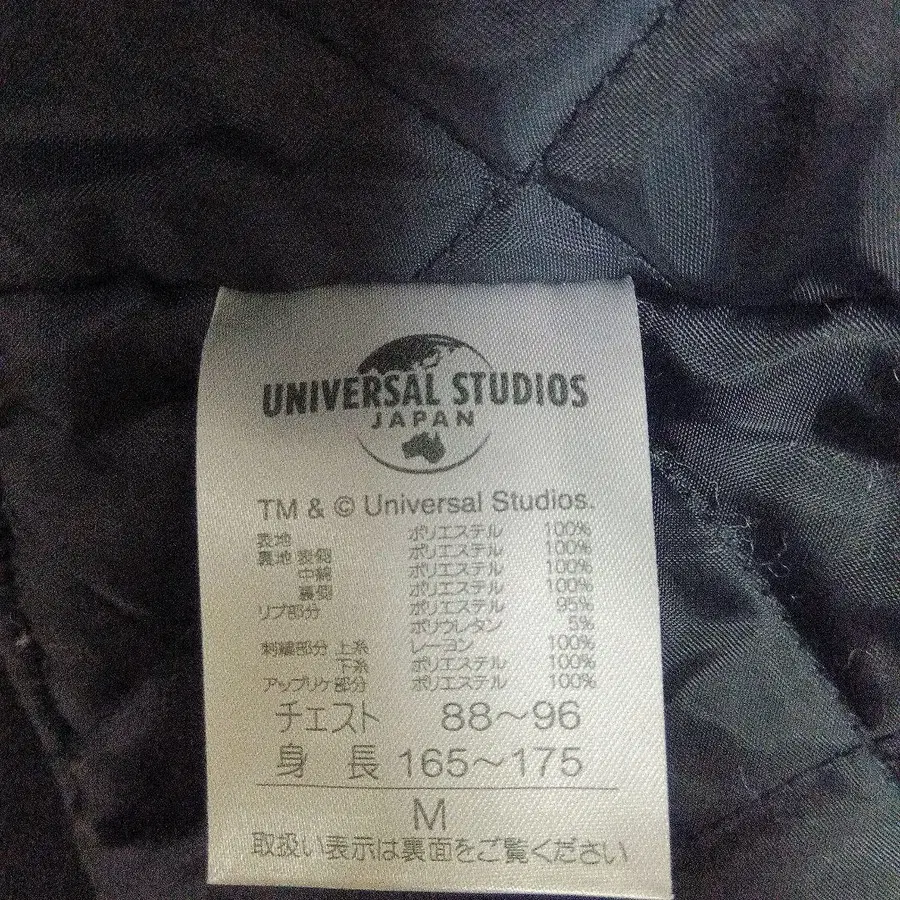 UNIVERSAL STUDIOS
JAPAN
TM & © Universal Studios.
表地 ポリエステル 100%
裏地 表側 ポリエステル 100%
中綿 ポリエステル 100%
裏側 ポリエステル 100%
リブ部分 ポリエステル 95%
ポリウレタン 5%
刺繍部分 上糸 レーヨン 100%
下糸 ポリエステル 100%
アップリケ部分 ポリエステル 100%
チェスト 88～96
身 長 165～175
M
取扱い表示は裏面をご覧ください